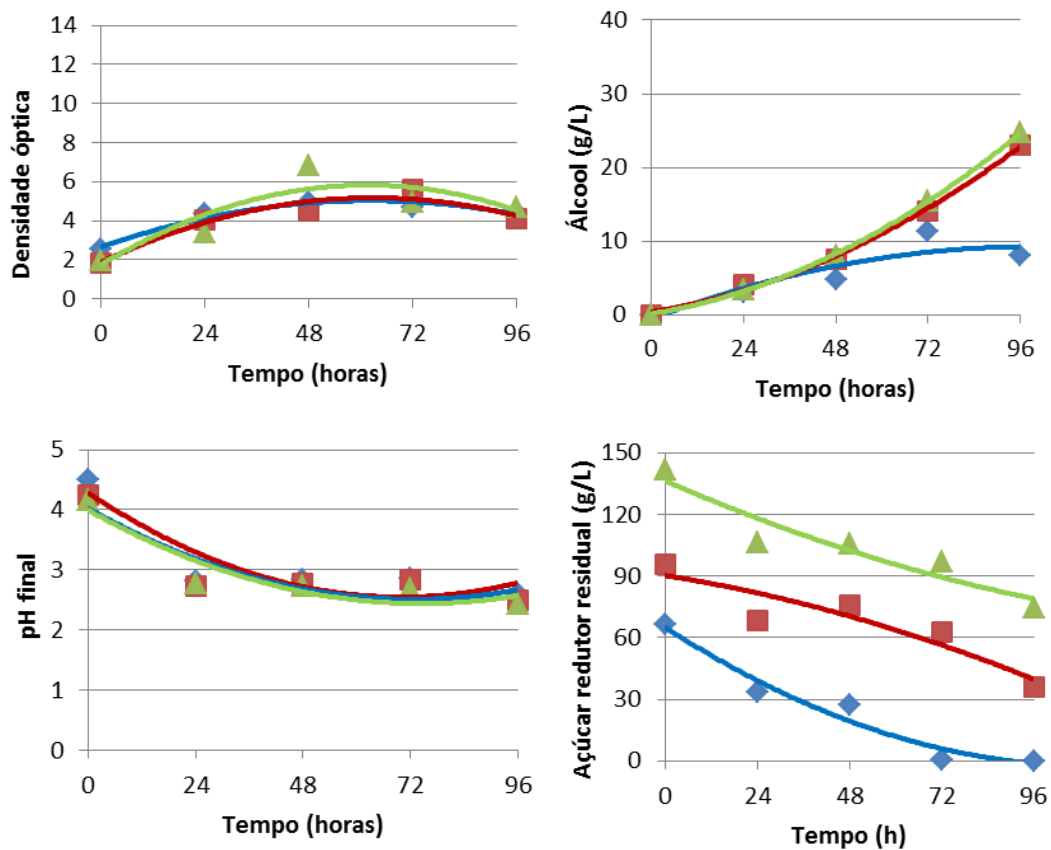 Densidade óptica
14
12
10
8
6
4
2
0
0 24 48 72 96
Tempo (horas)
Álcool (g/L)
40
30
20
10
0
0 24 48 72 96
Tempo (horas)
pH final
5
4
3
2
1
0
0 24 48 72 96
Tempo (horas)
Açúcar redutor residual (g/L)
150
120
90
60
30
0
0 24 48 72 96
Tempo (h)